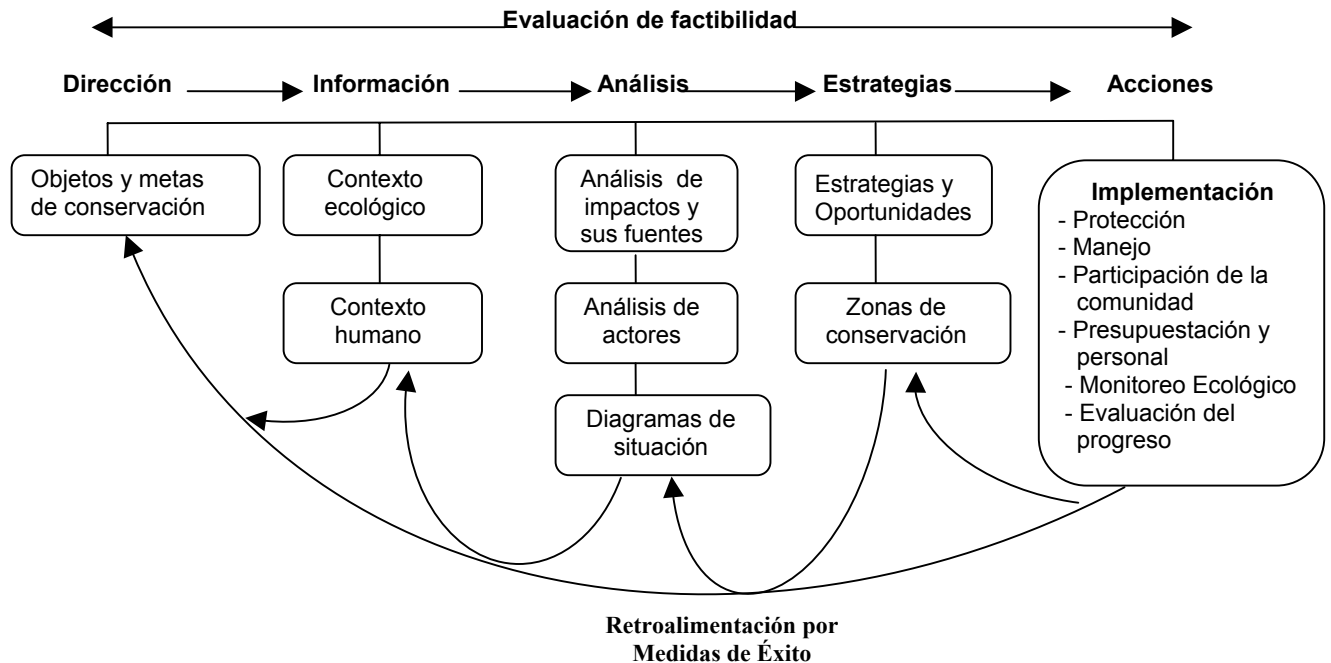 Evaluación de factibilidad
Dirección
Información
Análisis
Estrategias
Acciones
Objetos y metas
de conservación
Contexto
ecológico
Contexto
humano
Análisis de
impactos y
sus fuentes
Análisis de
actores
Diagramas de
situación
Estrategias y
Oportunidades
Zonas de
conservación
Implementación
- Protección
- Manejo
- Participación de la
comunidad
- Presupuestación y
personal
- Monitoreo Ecológico
- Evaluación del
progreso
Retroalimentación por
Medidas de Éxito